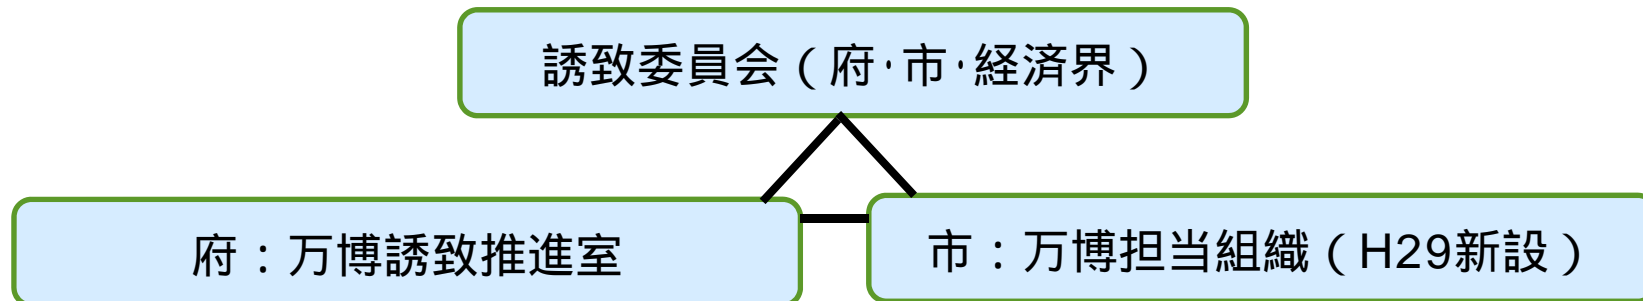 誘致委員会（府･市･経済界）
府：万博誘致推進室
市：万博担当組織（H29新設）